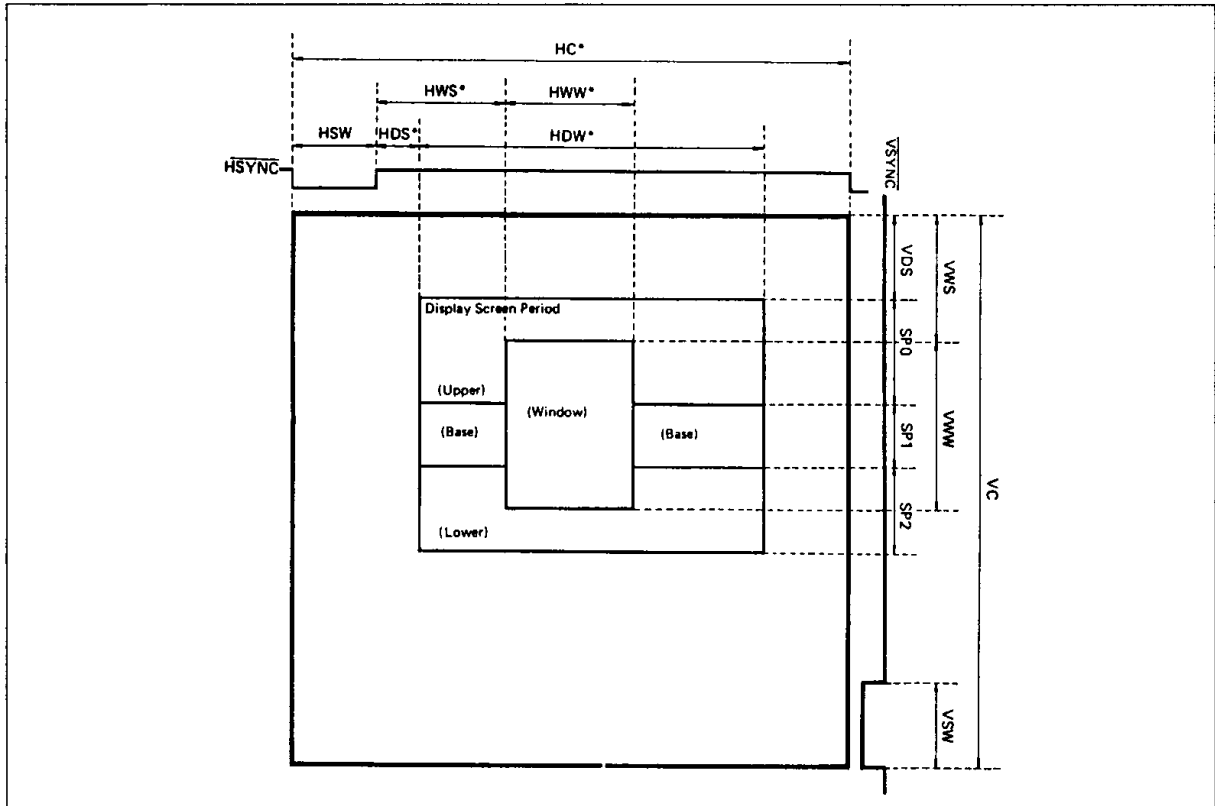 HC*
HWS*
HWW*
HSW
HDS*
HDW*
HSYNC
VSYNC
VDS
VWS
Display Screen Period
SP0
(Upper)
(Window)
(Base)
(Base)
SP1
VWW
VC
SP2
(Lower)
VSW